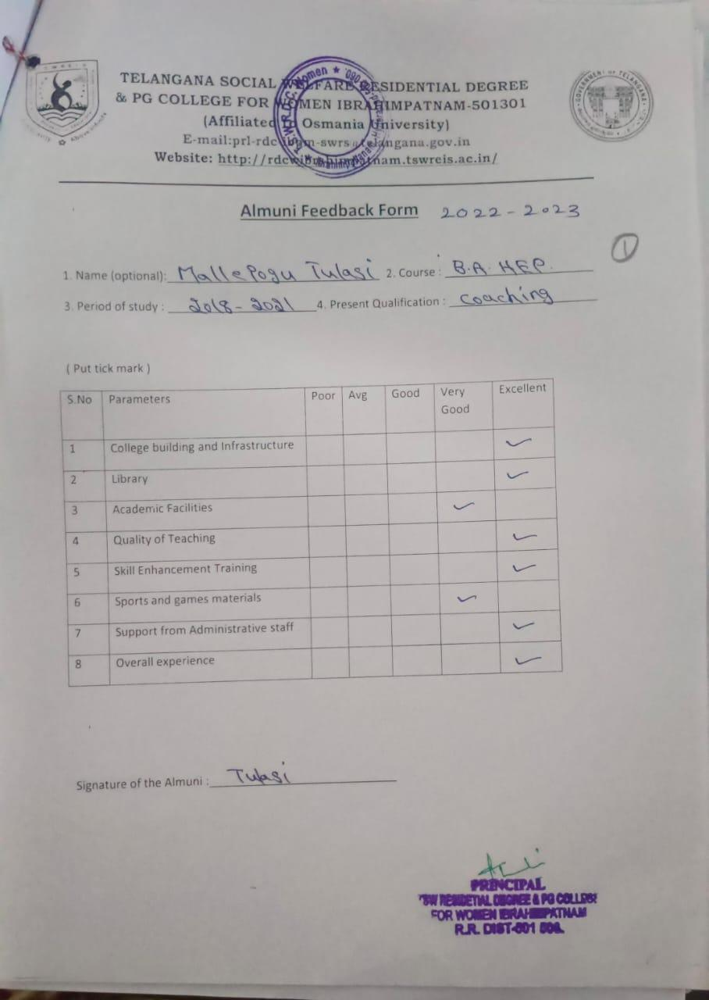 TELANGANA SOCIAL WELFARE RESIDENTIAL DEGREE
& PG COLLEGE FOR WOMEN IBRAHIMPATNAM-501301
(Affiliated to Osmania University)
E-mail:prl-rdc
telangana.gov.in
Website: http://rdcwibrahimpatnam.tswreis.ac.in/
Almuni Feedback Form 2022-2023
1
1. Name (optional): Mallepogu Tulasi 2. Course : B.A. HEP.
3. Period of study : 2018-2021 4. Present Qualification : Coaching
( Put tick mark )
S.No Parameters Poor Avg Good Very Good Excellent
1 College building and Infrastructure ✓
2 Library ✓
3 Academic Facilities ✓
4 Quality of Teaching ✓
5 Skill Enhancement Training ✓
6 Sports and games materials ✓
7 Support from Administrative staff ✓
8 Overall experience ✓
Signature of the Almuni : Tulasi
PRINCIPAL
TSW RESIDETIAL DEGREE & PG COLLEGE
FOR WOMEN IBRAHIMPATNAM
R.R. DIST-501 506.